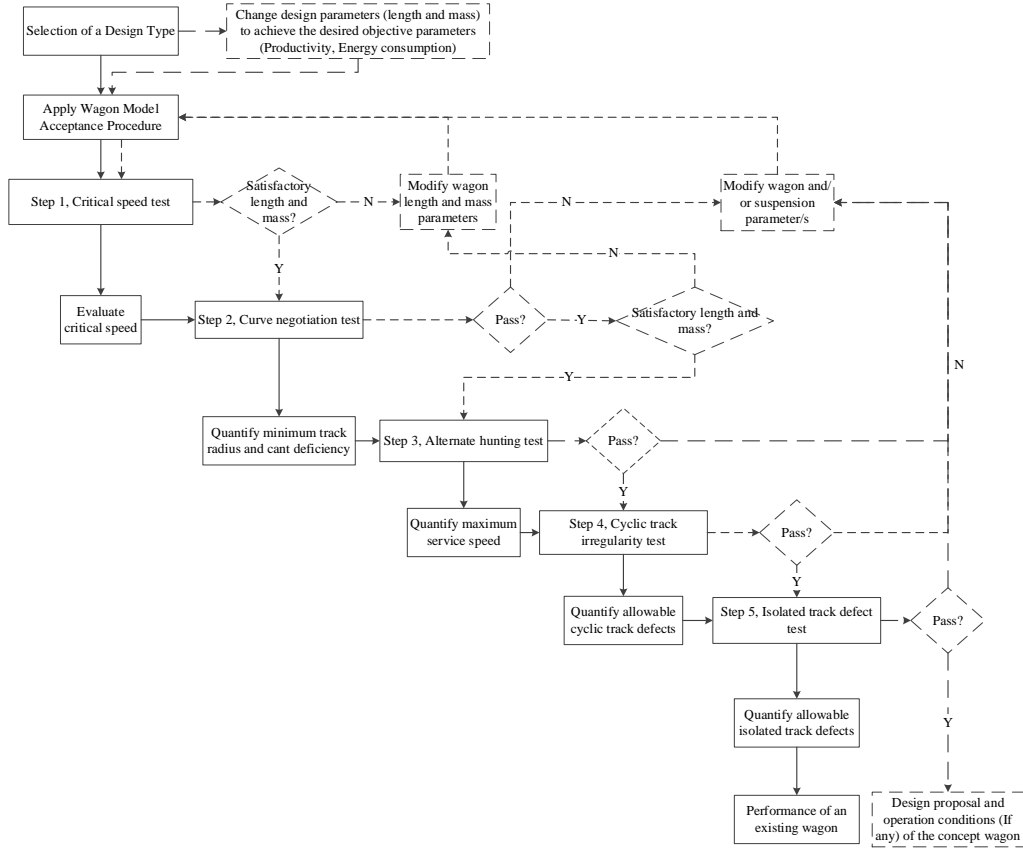 Selection of a Design Type
Change design parameters (length and mass)
to achieve the desired objective parameters
(Productivity, Energy consumption)
Apply Wagon Model
Acceptance Procedure
Step 1, Critical speed test
Satisfactory
length and
mass?
N
Modify wagon
length and mass
parameters
N
Modify wagon and/
or suspension
parameter/s
Y
N
Evaluate
critical speed
Step 2, Curve negotiation test
Pass?
Y
Satisfactory length and
mass?
N
Y
Quantify minimum track
radius and cant deficiency
Step 3, Alternate hunting test
Pass?
Y
Quantify maximum
service speed
Step 4, Cyclic track
irregularity test
Pass?
Y
Quantify allowable
cyclic track defects
Step 5, Isolated track defect
test
Pass?
Quantify allowable
isolated track defects
Y
Performance of an
existing wagon
Design proposal and
operation conditions (If
any) of the concept wagon